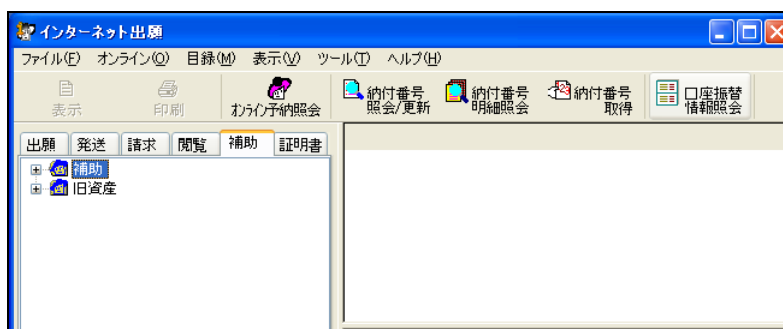 インターネット出願
ファイル(F) オンライン(O) 目録(M) 表示(V) ツール(T) ヘルプ(H)
表示
印刷
オンライン予納照会
納付番号
照会/更新
納付番号
明細照会
納付番号
取得
口座振替
情報照会
出願 発送 請求 閲覧 補助 証明書
補助
旧資産